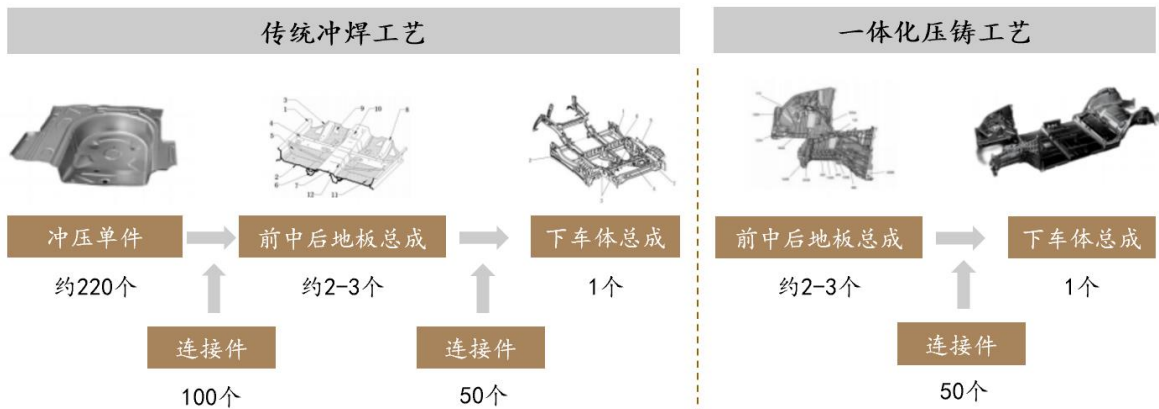 传统冲焊工艺
一体化压铸工艺
冲压单件
前中后地板总成
下车体总成
前中后地板总成
下车体总成
约220个
约2-3个
1个
约2-3个
1个
连接件
连接件
连接件
100个
50个
50个